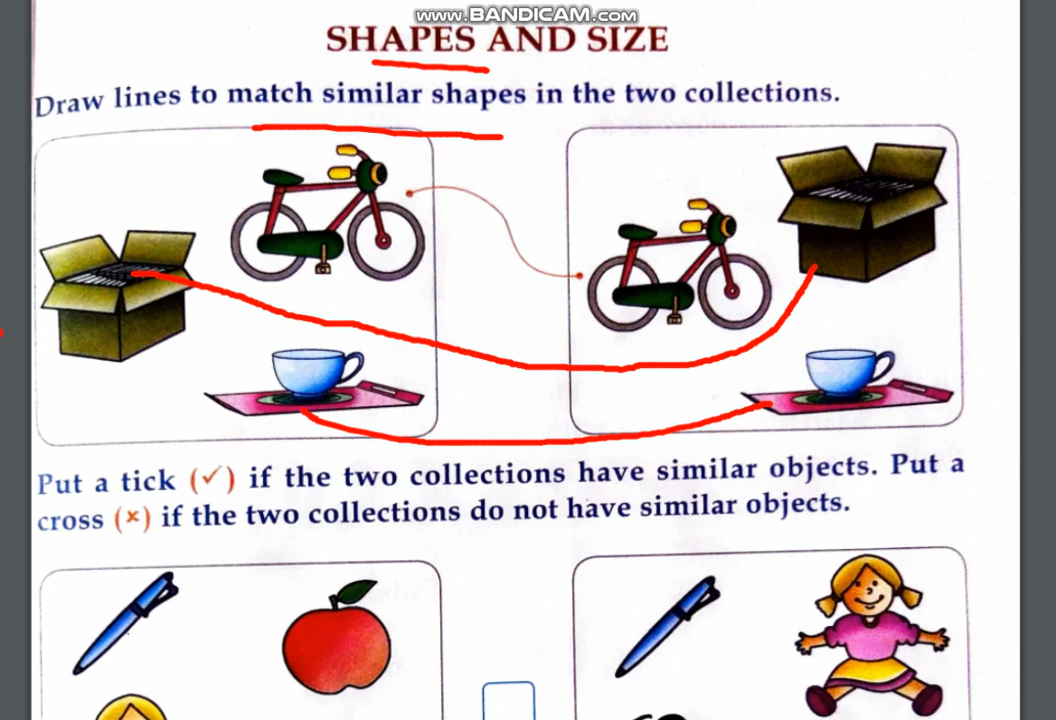 www.BANDICAM.com
SHAPES AND SIZE
Draw lines to match similar shapes in the two collections.
Put a tick (✓) if the two collections have similar objects. Put a
cross (×) if the two collections do not have similar objects.